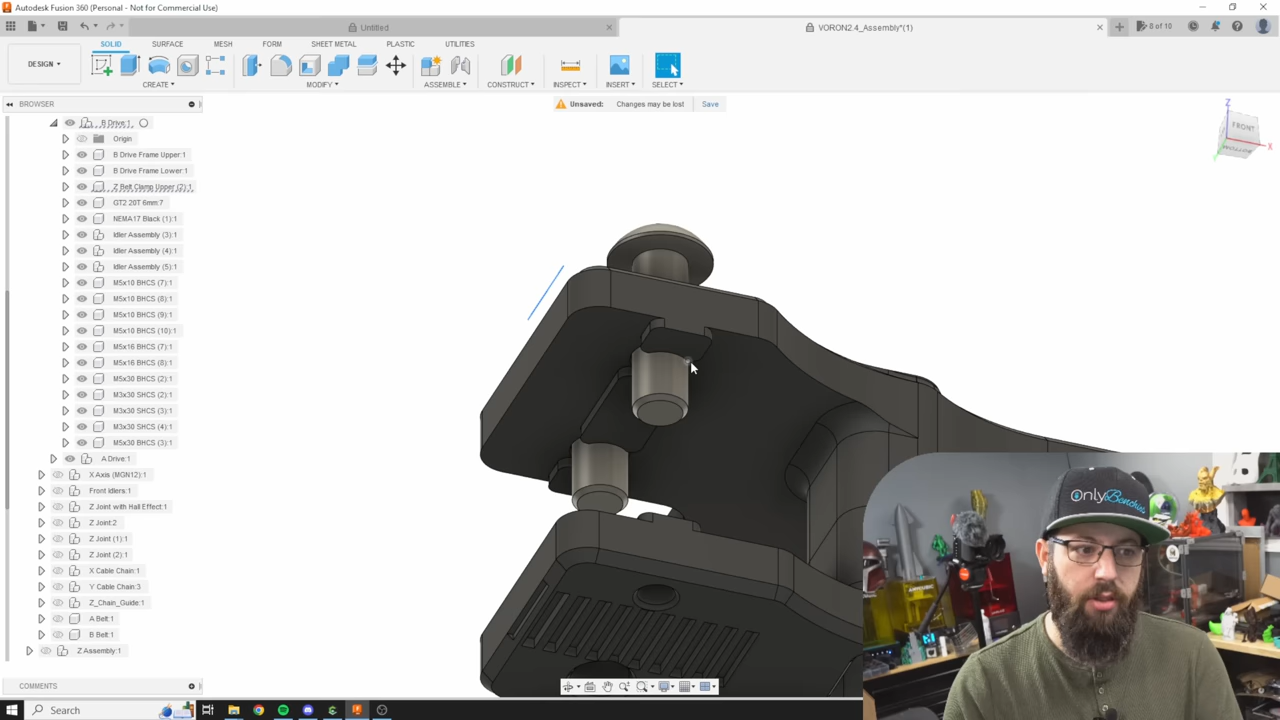 Autodesk Fusion 360 (Personal - Not for Commercial Use)
Untitled
VORON2.4_Assembly*(1)
8 of 10
DESIGN
SOLID
SURFACE
MESH
FORM
SHEET METAL
PLASTIC
UTILITIES
CREATE
MODIFY
ASSEMBLE
CONSTRUCT
INSPECT
INSERT
SELECT
BROWSER
Unsaved: Changes may be lost Save
Z
FRONT
BOTTOM
X
B Drive:1
Origin
B Drive Frame Upper:1
B Drive Frame Lower:1
Z Belt Clamp Upper (2):1
GT2 20T 6mm:7
NEMA17 Black (1):1
Idler Assembly (3):1
Idler Assembly (4):1
Idler Assembly (5):1
M5x10 BHCS (7):1
M5x10 BHCS (8):1
M5x10 BHCS (9):1
M5x10 BHCS (10):1
M5x16 BHCS (7):1
M5x16 BHCS (8):1
M5x30 BHCS (2):1
M3x30 SHCS (2):1
M3x30 SHCS (3):1
M3x30 SHCS (4):1
M5x30 BHCS (3):1
A Drive:1
X Axis (MGN12):1
Front Idlers:1
Z Joint with Hall Effect:1
Z Joint:2
Z Joint (1):1
Z Joint (2):1
X Cable Chain:1
Y Cable Chain:3
Z_Chain_Guide:1
A Belt:1
B Belt:1
Z Assembly:1
COMMENTS
Search
onlyBenchies